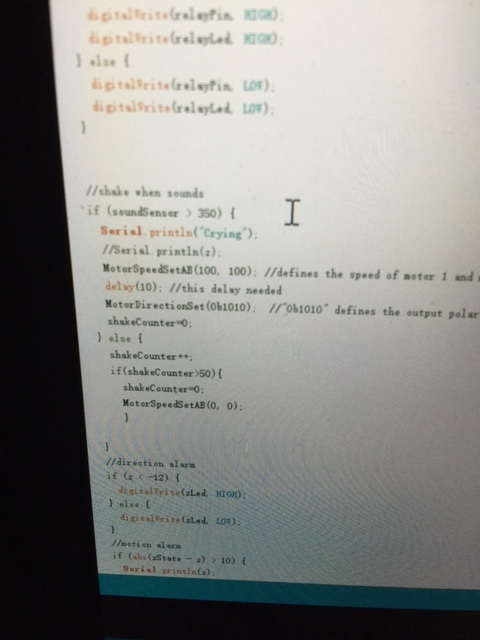 digitalWrite(relayPin, HIGH);
digitalWrite(relayLed, HIGH);
} else {
digitalWrite(relayPin, LOW);
digitalWrite(relayLed, LOW);
}
//shake when sounds
if (soundSensor > 350) {
Serial.println("Crying");
//Serial.println(z);
MotorSpeedSetAB(100, 100); //defines the speed of motor 1 and
delay(10); //this delay needed
MotorDirectionSet(0b1010); //"0b1010" defines the output polar
shakeCounter=0;
} else {
shakeCounter++;
if(shakeCounter>50){
shakeCounter=0;
MotorSpeedSetAB(0, 0);
}
}
//direction alarm
if (z < -12) {
digitalWrite(zLed, HIGH);
} else {
digitalWrite(zLed, LOW);
}
//motion alarm
if (abs(zState - z) > 10) {
Serial.println(z);